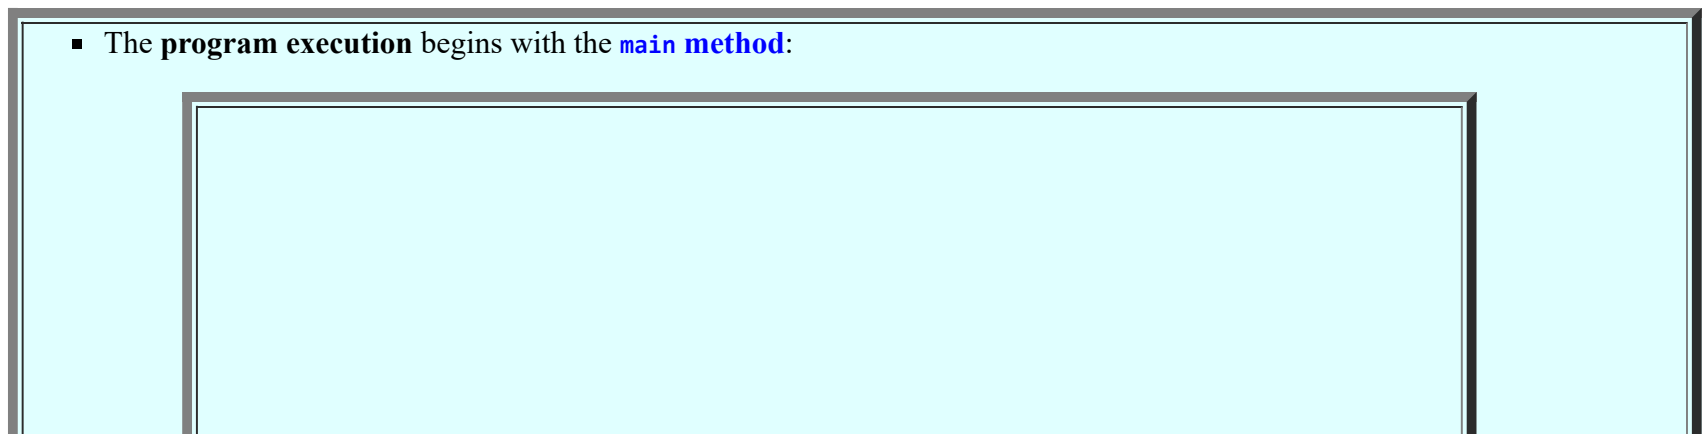 The program execution begins with the main method: